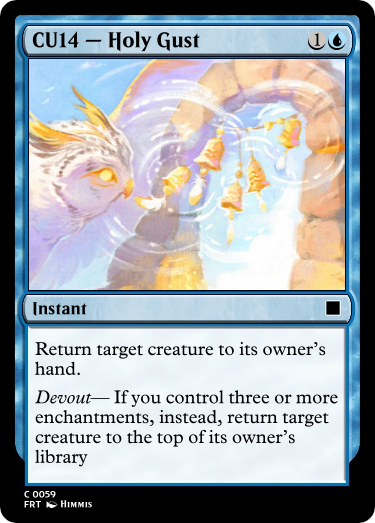 CU14 — Holy Gust 1
Instant
Return target creature to its owner's
hand.
Devout— If you control three or more
enchantments, instead, return target
creature to the top of its owner's
library
C 0059
FRT Himmis